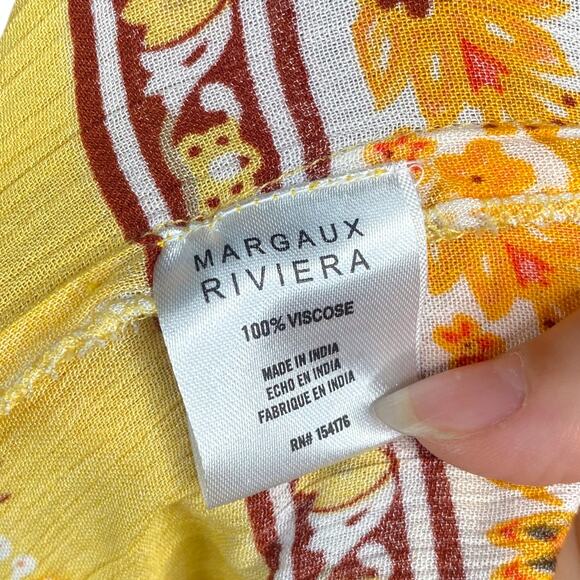 MARGAUX
RIVIERA
100% VISCOSE
MADE IN INDIA
ECHO EN INDIA
FABRIQUE EN INDIA
RN# 154176